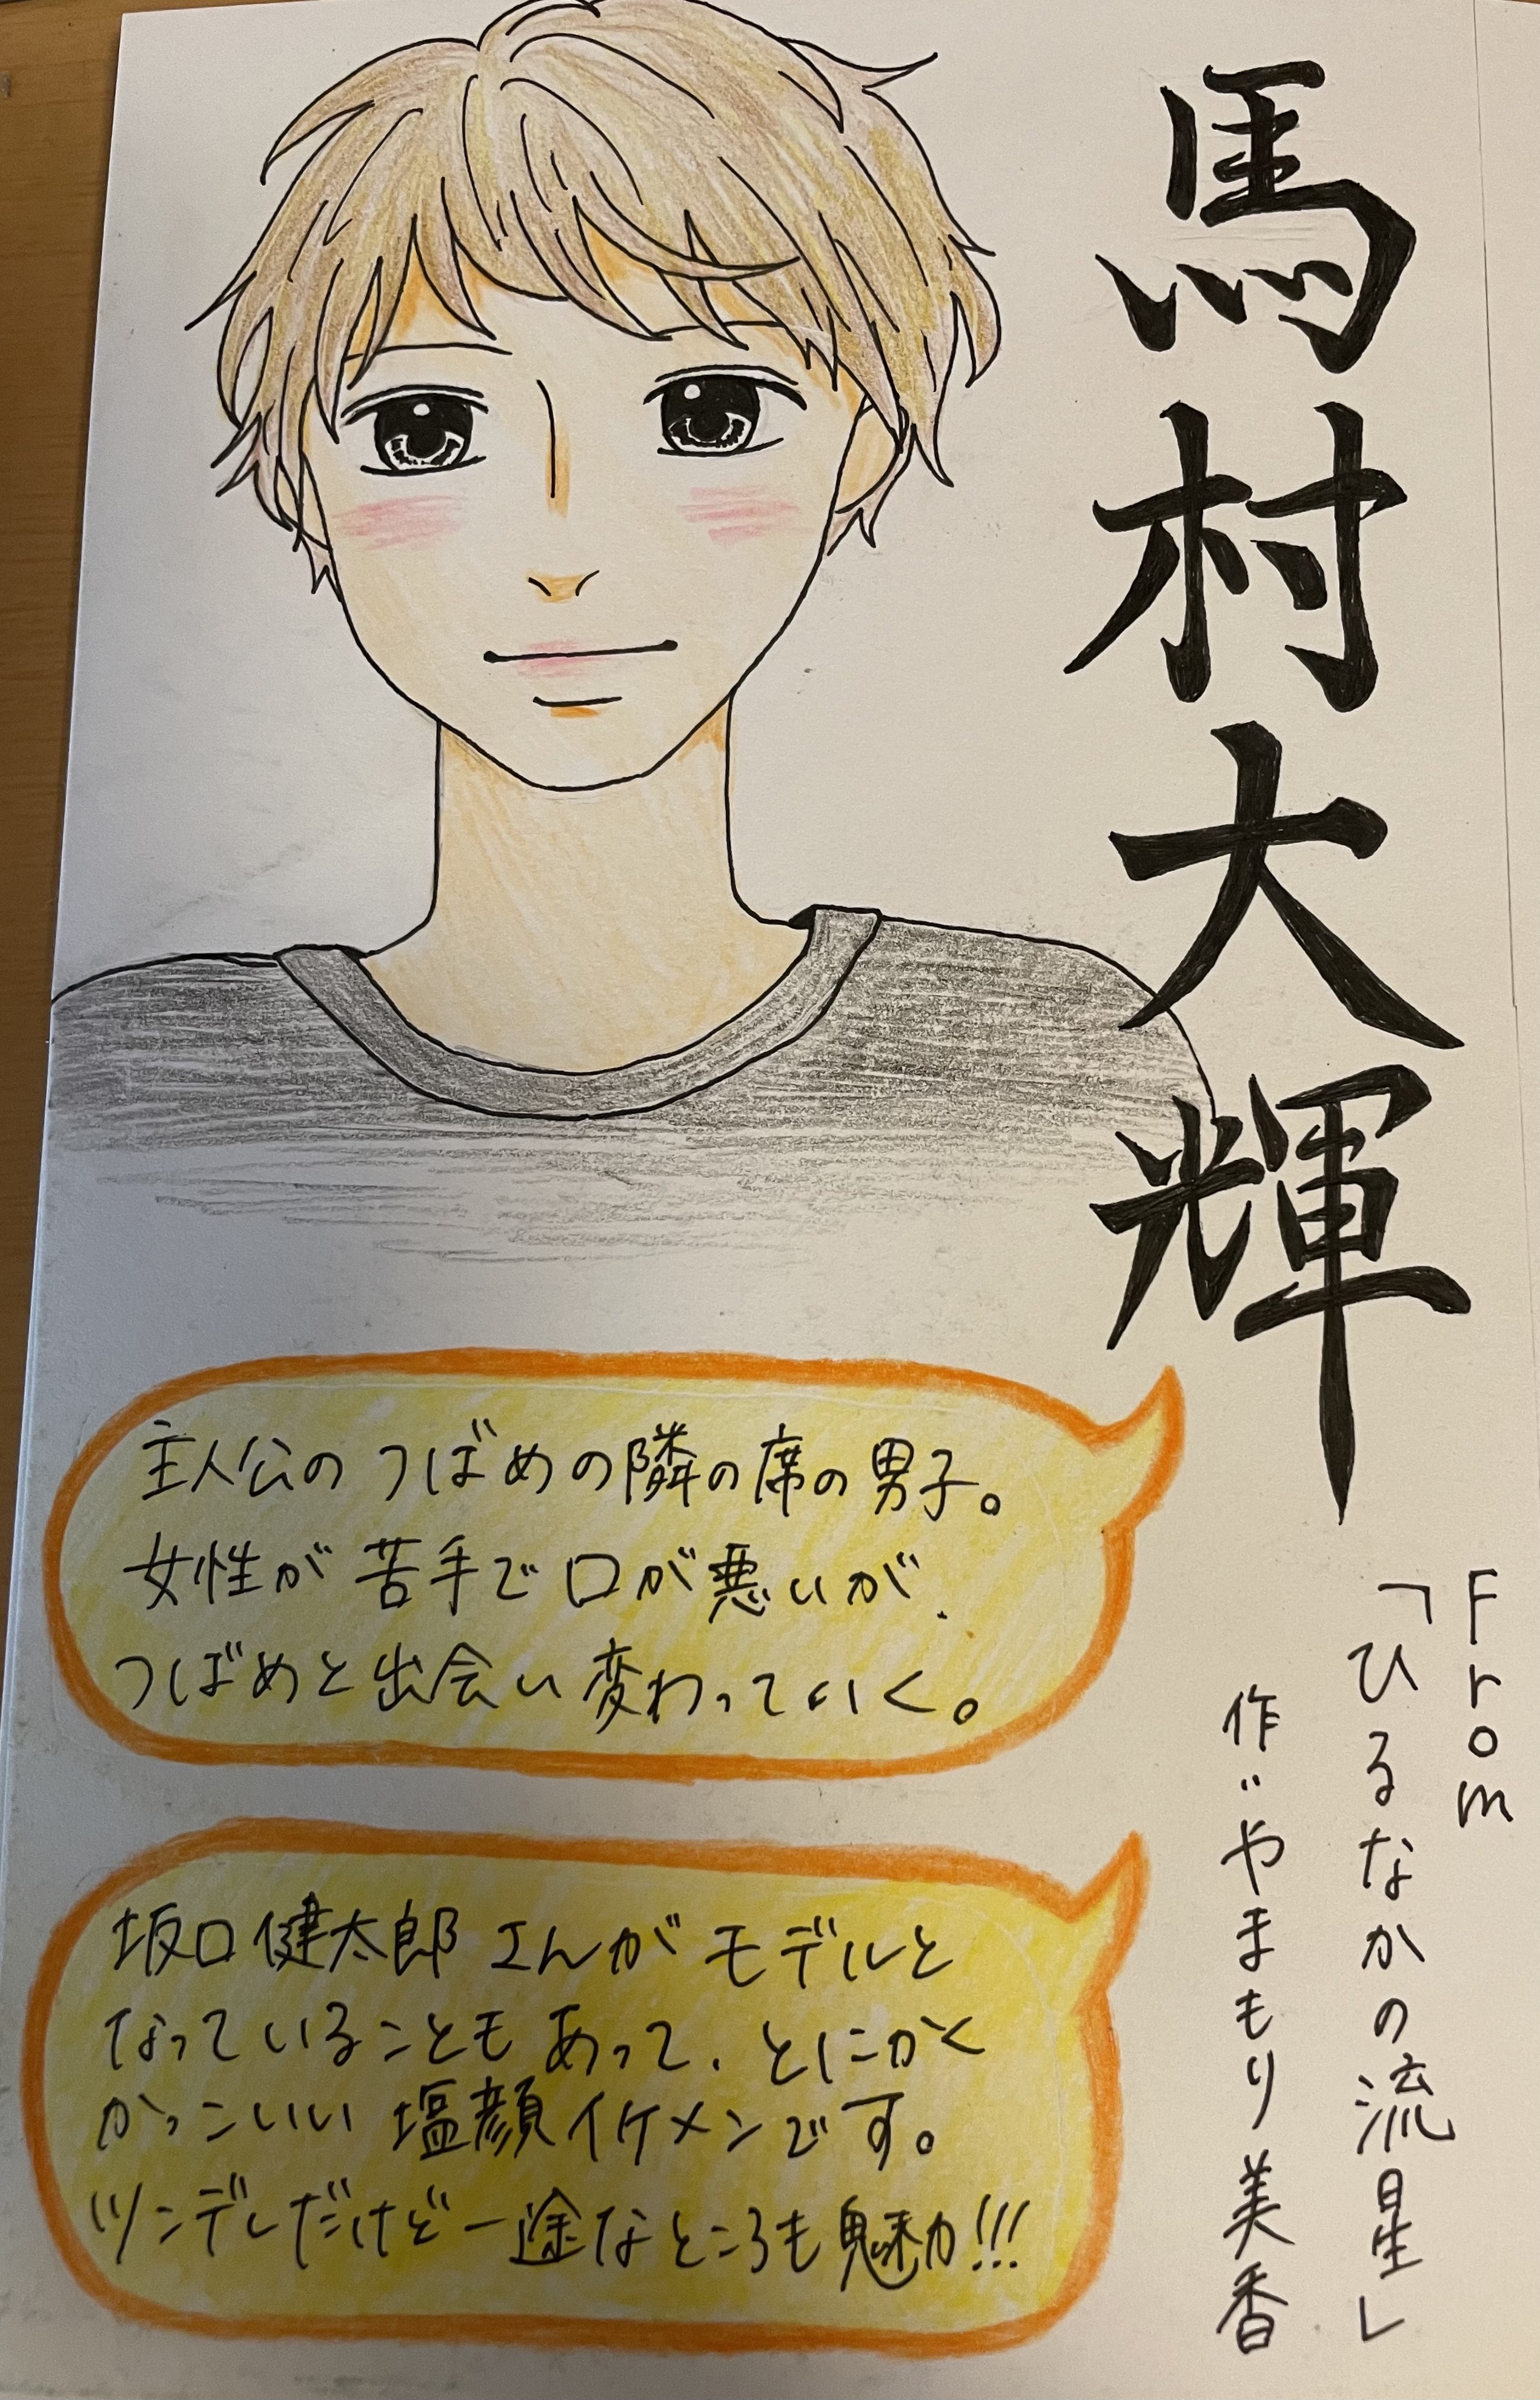 馬村大輝
From
「ひるなかの流星」
作:やまもり美香
主人公のつばめの隣の席の男子。
女性が苦手で口が悪いが、
つばめと出会い変わっていく。
坂口健太郎さんがモデルと
なっていることもあって、とにかく
かっこいい塩顔イケメンです。
ツンデレだけど一途なところも魅力!!!